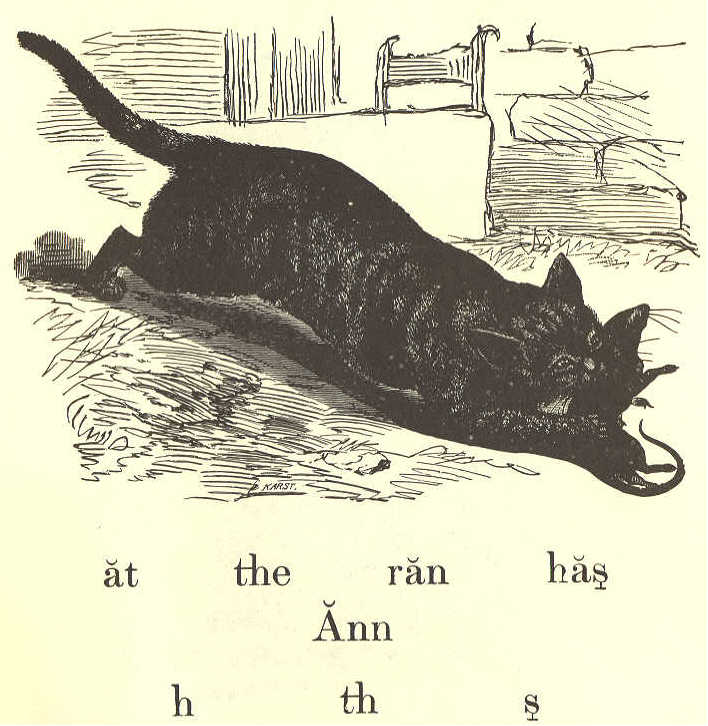 KARST.
ăt the răn hăş
Ănn
h th ş